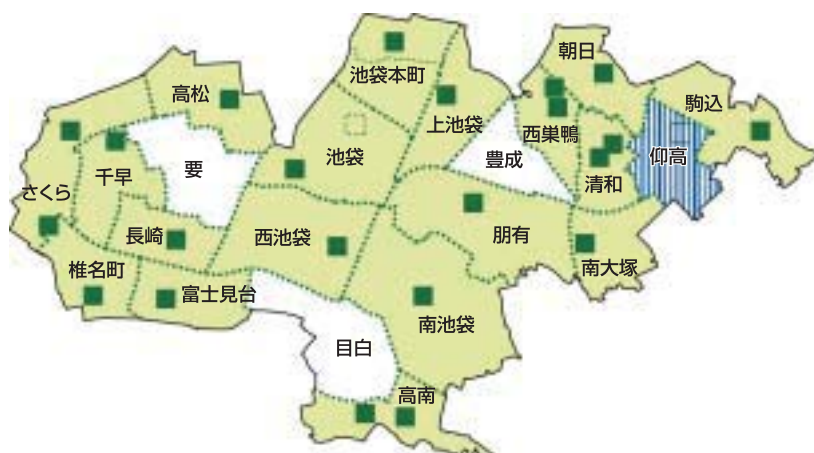 朝日
高松
池袋本町
駒込
上池袋
西巣鴨
池袋
仰高
豊成
要
千早
清和
さくら
長崎
西池袋
朋有
南大塚
椎名町
富士見台
南池袋
目白
高南